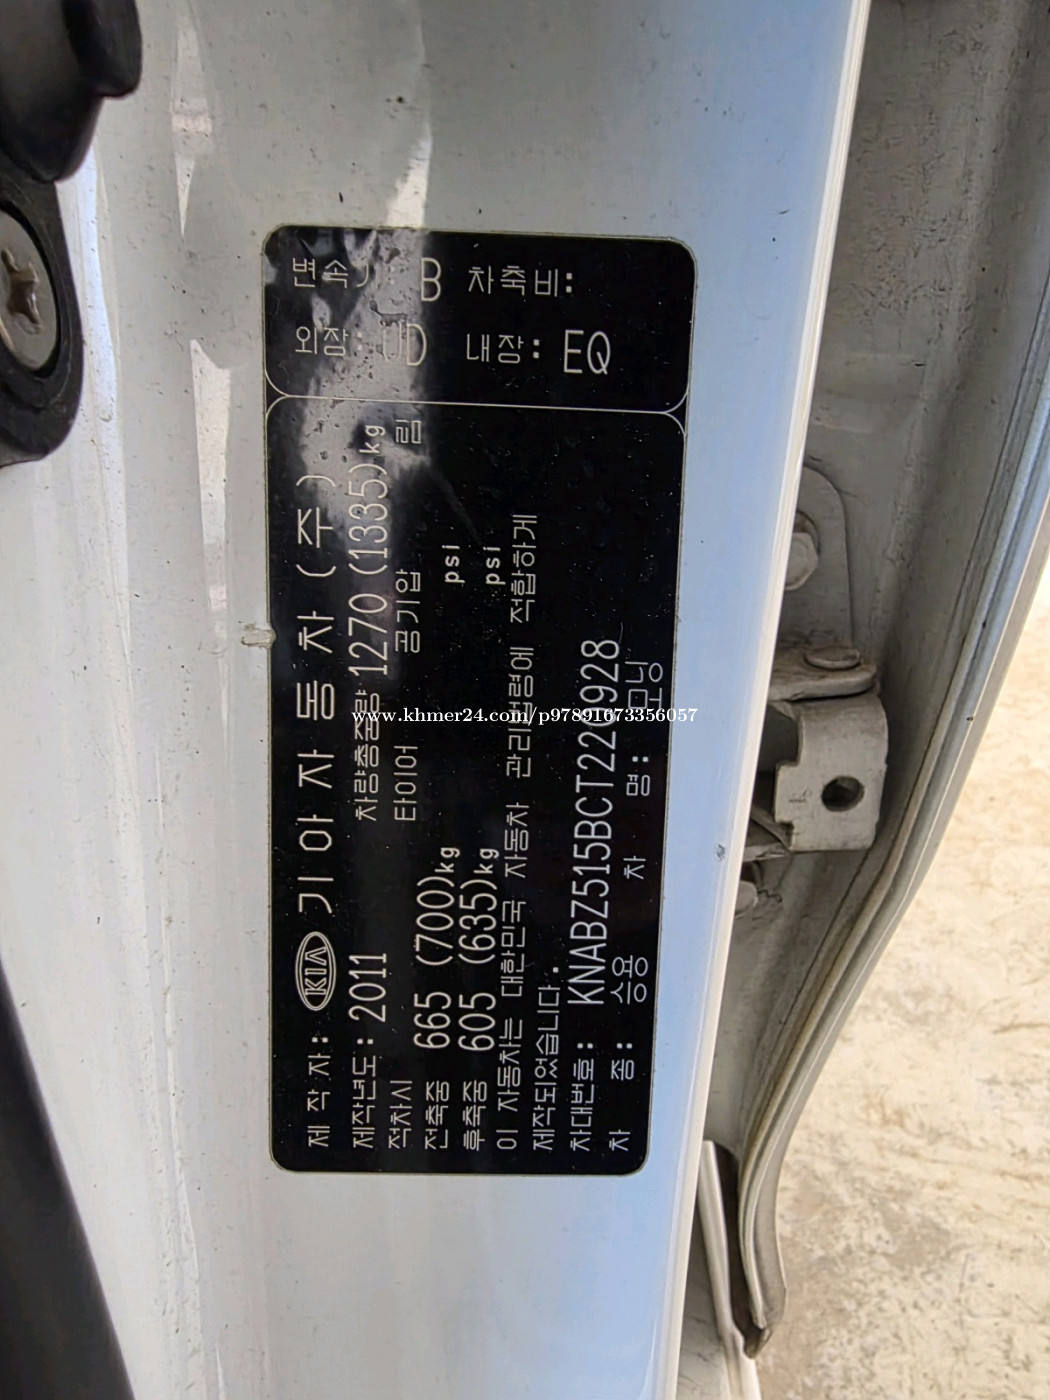 제 작 자: KIA 기 아 자 동 차 (주)
제작년도: 2011 차량총중량 1270 (1335)kg
적차시 타이어 공기압 림
전축중 665 (700)kg psi
후축중 605 (635)kg psi
이 자동차는 대한민국 자동차 관리법령에 적합하게
제작되었습니다.
차대번호: KNABZ515BCT220928
차 종: 승용 차 명: 모닝
변속기: B 차축비:
외장: UD 내장: EQ
www.khmer24.com/p97891673356057